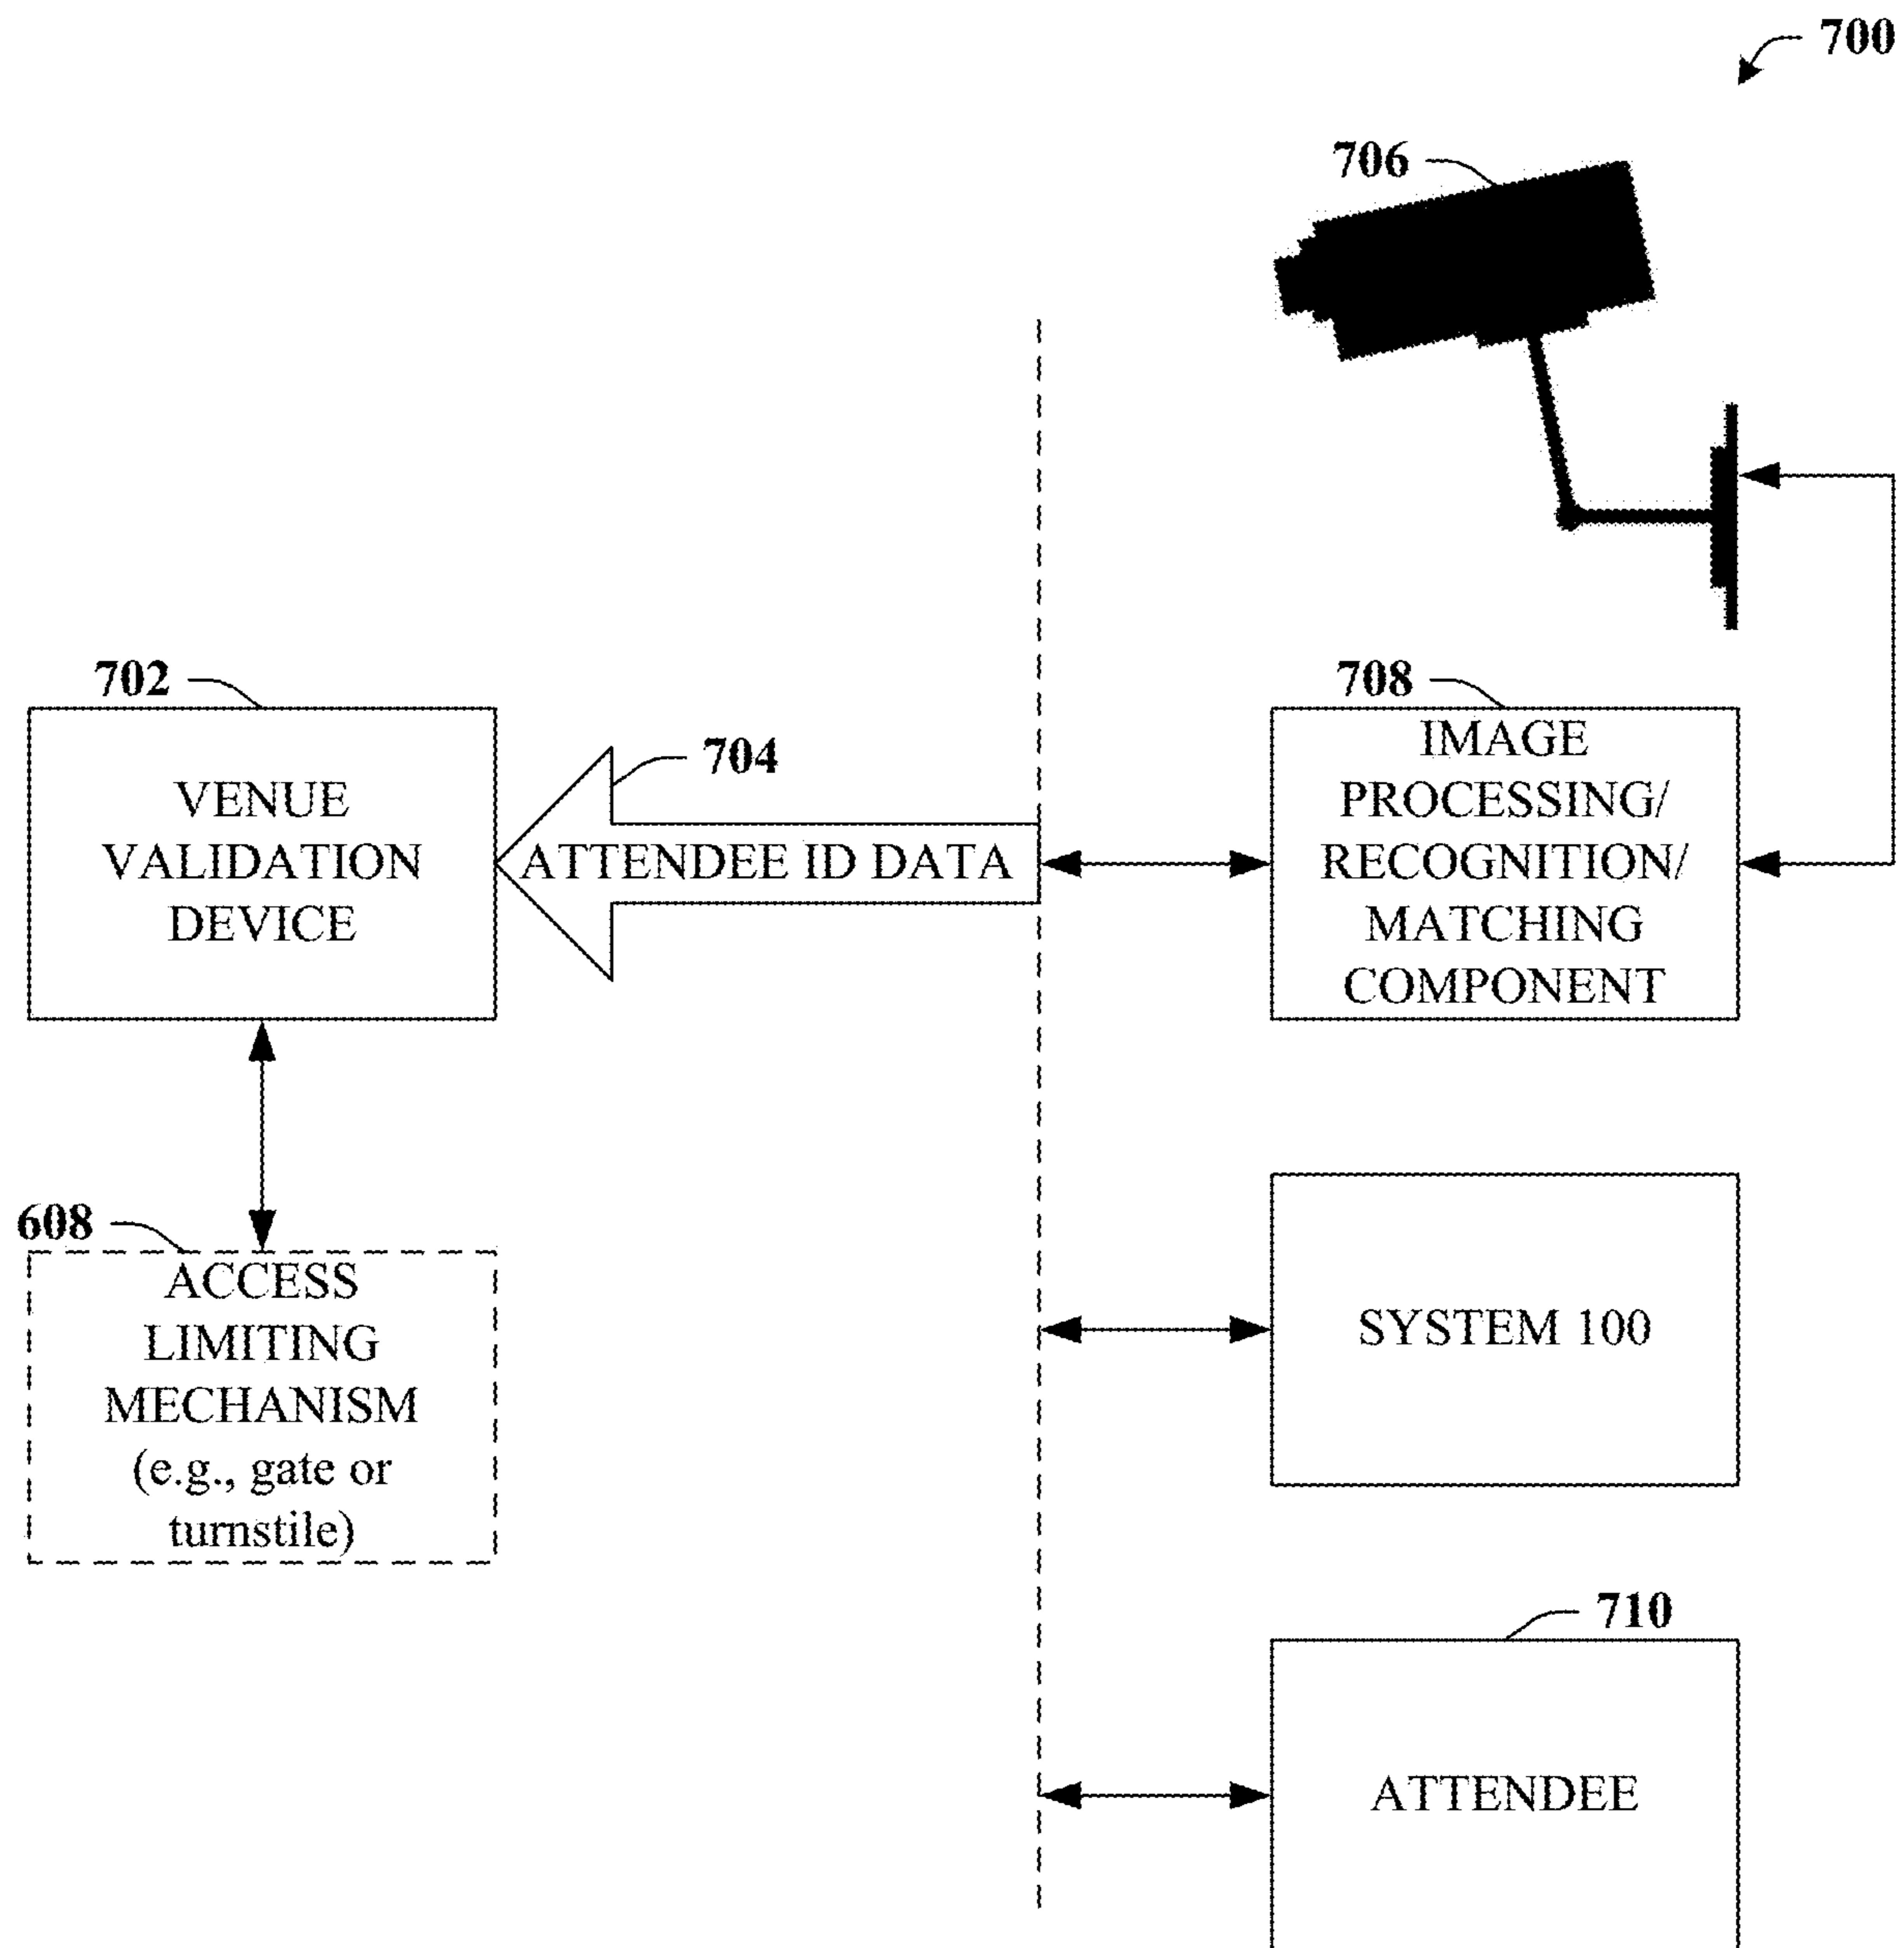 700
706
702
708
704
VENUE
VALIDATION
DEVICE
ATTENDEE ID DATA
IMAGE
PROCESSING/
RECOGNITION/
MATCHING
COMPONENT
608
ACCESS
LIMITING
MECHANISM
(e.g., gate or
turnstile)
SYSTEM 100
710
ATTENDEE